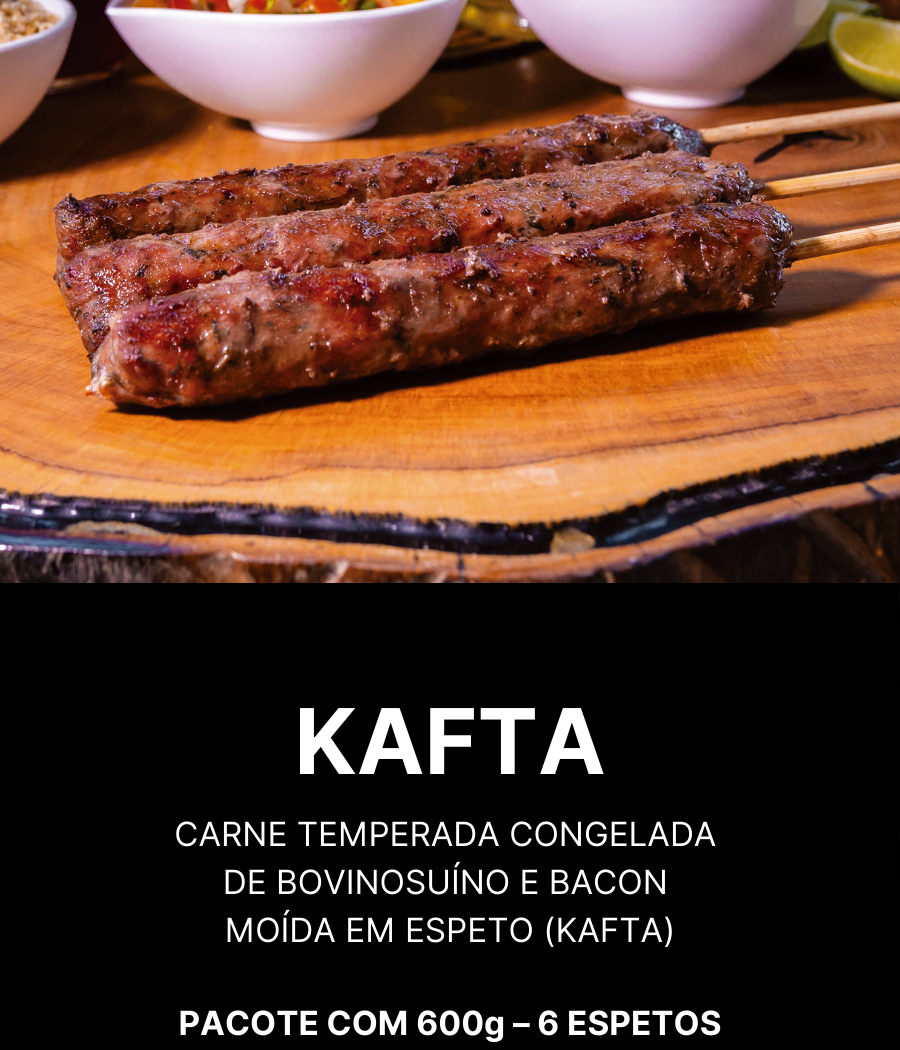 KAFTA
CARNE TEMPERADA CONGELADA
DE BOVINOSUÍNO E BACON
MOÍDA EM ESPETO (KAFTA)
PACOTE COM 600g – 6 ESPETOS